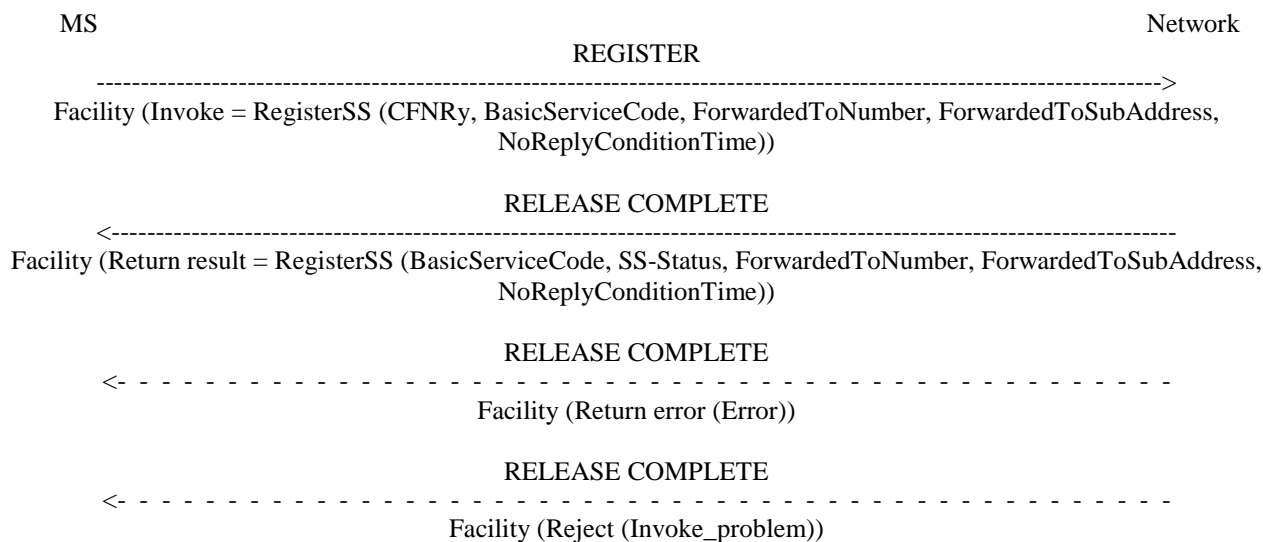 MS Network
REGISTER
------------------------------------------------------------------------------------------------------------------------>
Facility (Invoke = RegisterSS (CFNRy, BasicServiceCode, ForwardedToNumber, ForwardedToSubAddress,
NoReplyConditionTime))
RELEASE COMPLETE
<------------------------------------------------------------------------------------------------------------------------
Facility (Return result = RegisterSS (BasicServiceCode, SS-Status, ForwardedToNumber, ForwardedToSubAddress,
NoReplyConditionTime))
RELEASE COMPLETE
<- - - - - - - - - - - - - - - - - - - - - - - - - - - - - - - - - - - - - - - - - - - - - - - - -
Facility (Return error (Error))
RELEASE COMPLETE
<- - - - - - - - - - - - - - - - - - - - - - - - - - - - - - - - - - - - - - - - - - - - - - - - -
Facility (Reject (Invoke_problem))